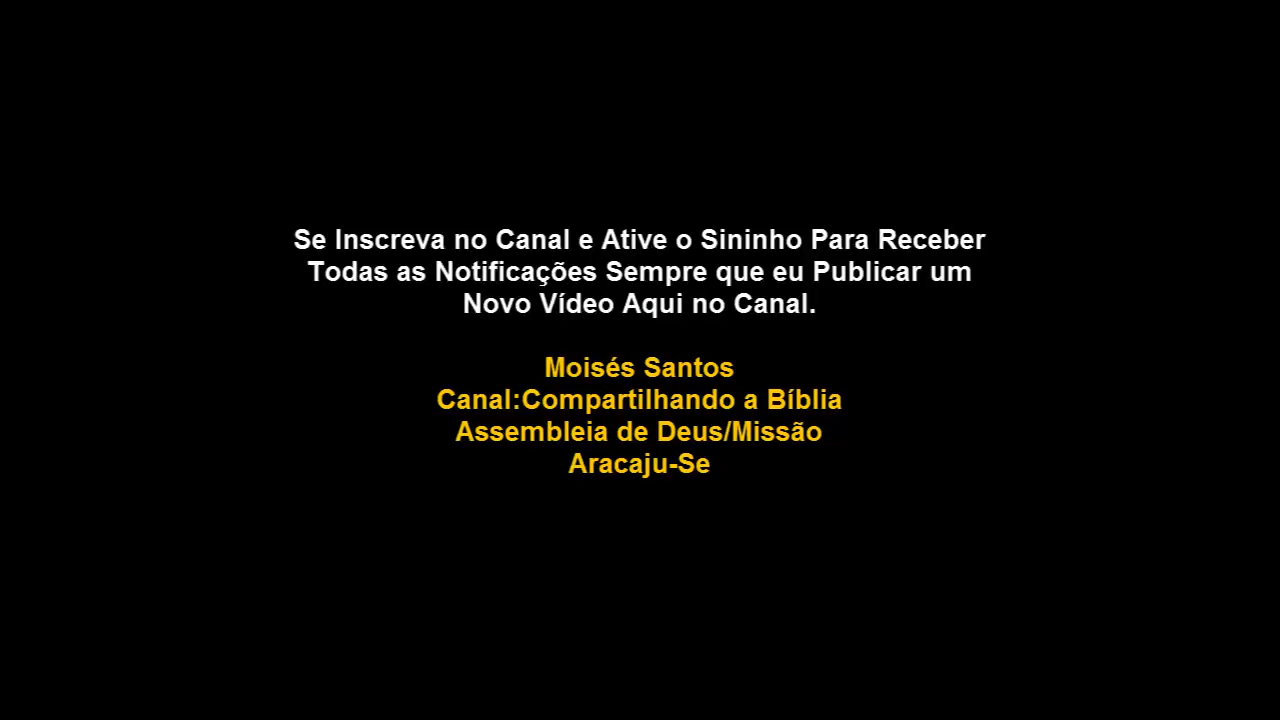 Se Inscreva no Canal e Ative o Sininho Para Receber
Todas as Notificações Sempre que eu Publicar um
Novo Vídeo Aqui no Canal.
Moisés Santos
Canal:Compartilhando a Bíblia
Assembleia de Deus/Missão
Aracaju-Se